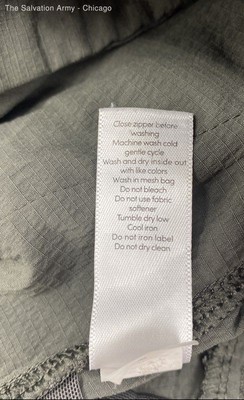 The Salvation Army - Chicago
Close zipper before
washing
Machine wash cold
gentle cycle
Wash and dry inside out
with like colors
Wash in mesh bag
Do not bleach
Do not use fabric
softener
Tumble dry low
Cool iron
Do not iron label
Do not dry clean